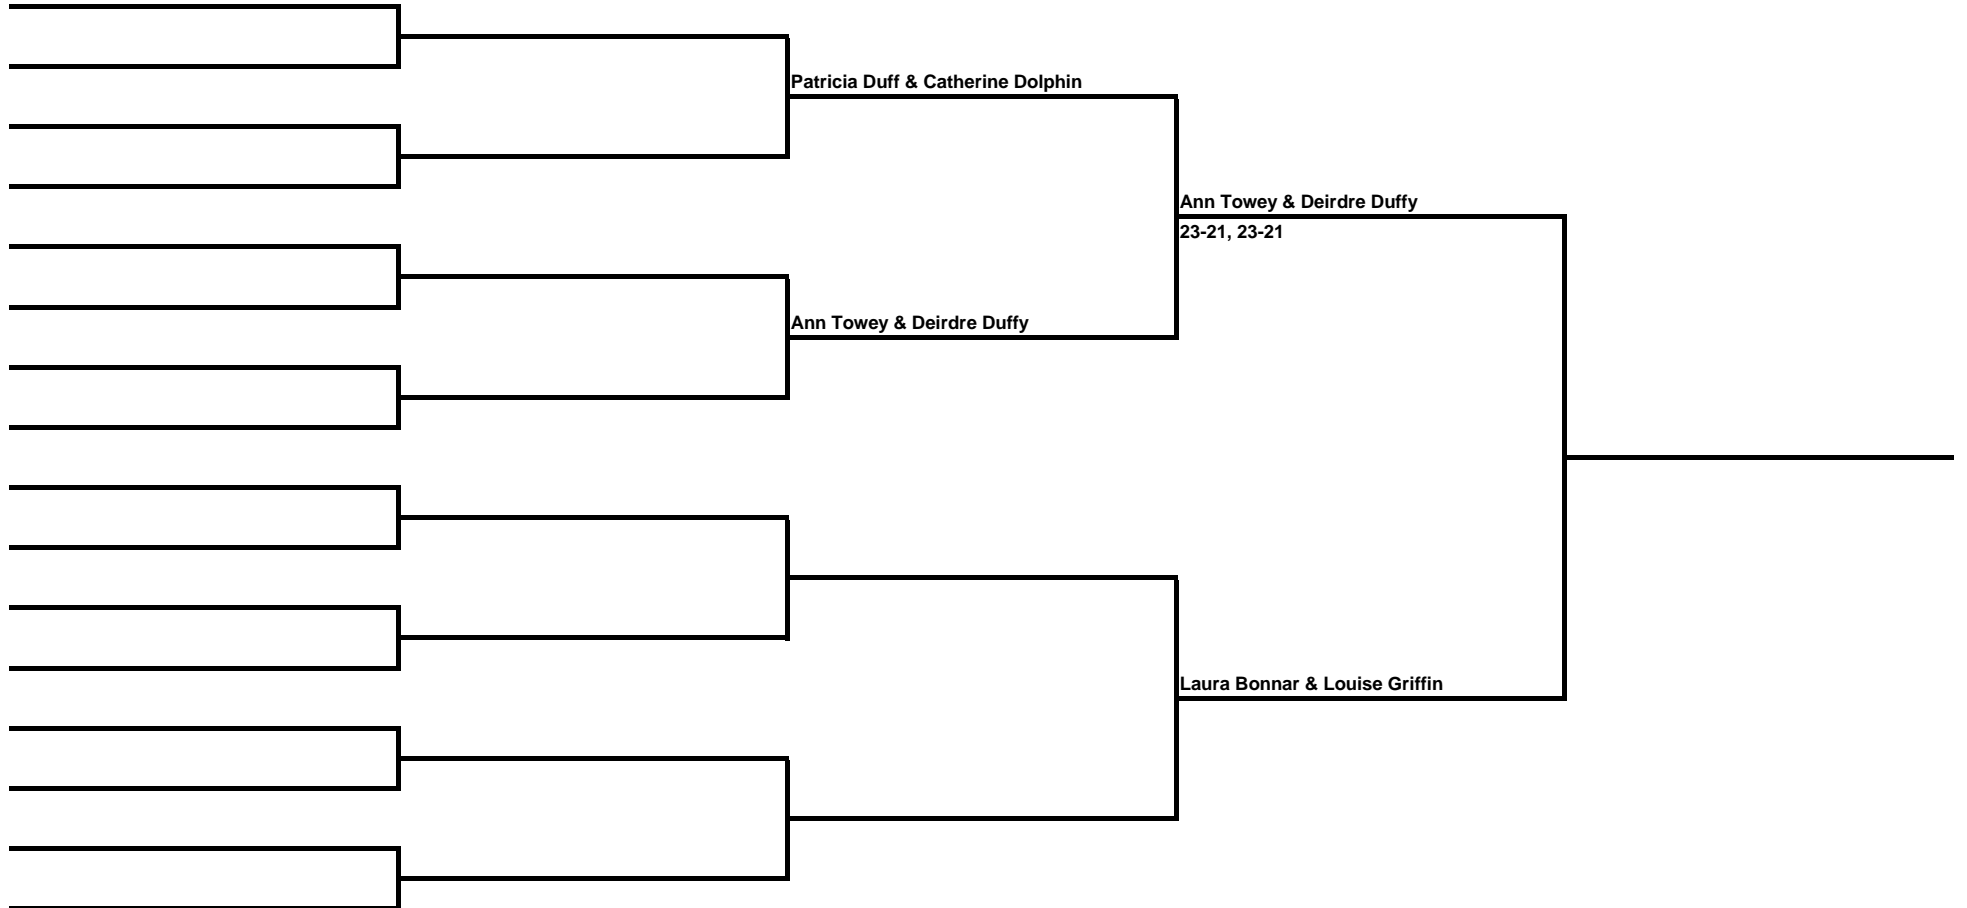 Patricia Duff & Catherine Dolphin
Ann Towey & Deirdre Duffy
23-21, 23-21
Ann Towey & Deirdre Duffy
Laura Bonnar & Louise Griffin